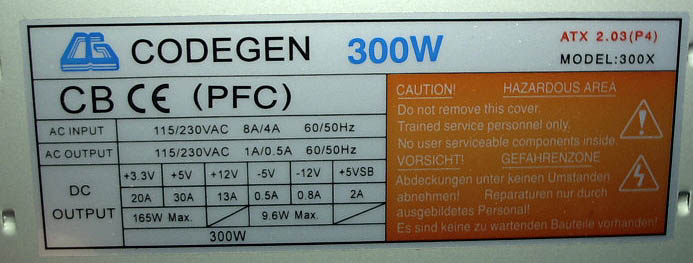 CODEGEN 300W
ATX 2.03(P4)
MODEL:300X
CB CE (PFC)
AC INPUT 115/230VAC 8A/4A 60/50Hz
AC OUTPUT 115/230VAC 1A/0.5A 60/50Hz
DC OUTPUT
+3.3V +5V +12V -5V -12V +5VSB
20A 30A 13A 0.5A 0.8A 2A
165W Max. 9.6W Max.
300W
CAUTION! HAZARDOUS AREA
Do not remove this cover.
Trained service personnel only.
No user serviceable components inside
VORSICHT! GEFAHRENZONE
Abdeckungen unter keinen Umstanden
abnehmen! Reparaturen nur durch
ausgebildetes Personal!
Es sind keine zu wartenden Bauteile vorhanden!